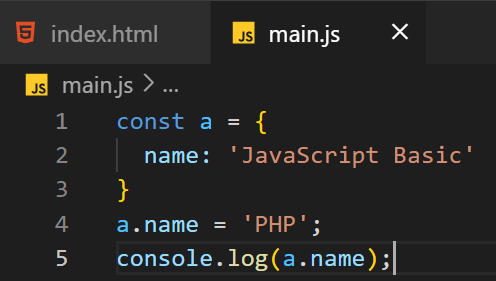 index.html main.js
JS main.js > ...
1 const a = {
2 name: 'JavaScript Basic'
3 }
4 a.name = 'PHP';
5 console.log(a.name);